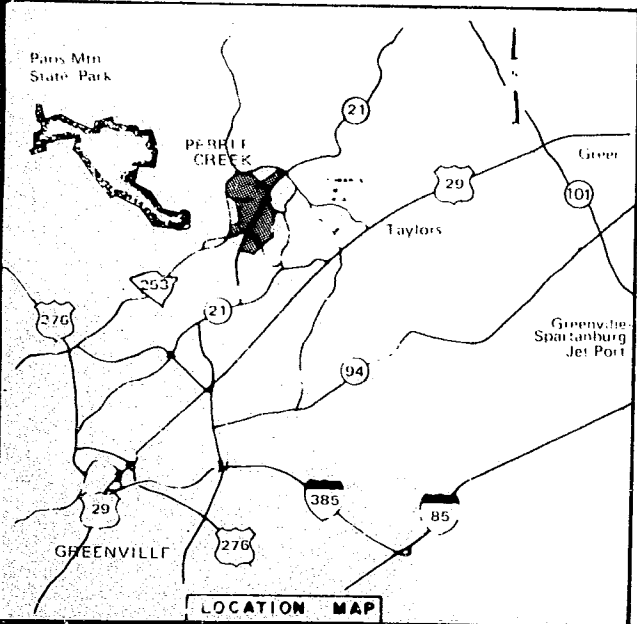 Paris Mtn
State Park
21
PEBBLE
CREEK
29
Greer
101
Taylors
253
276
21
Greenville-
Spartanburg
Jet Port
94
385
85
29
GREENVILLE
276
LOCATION MAP